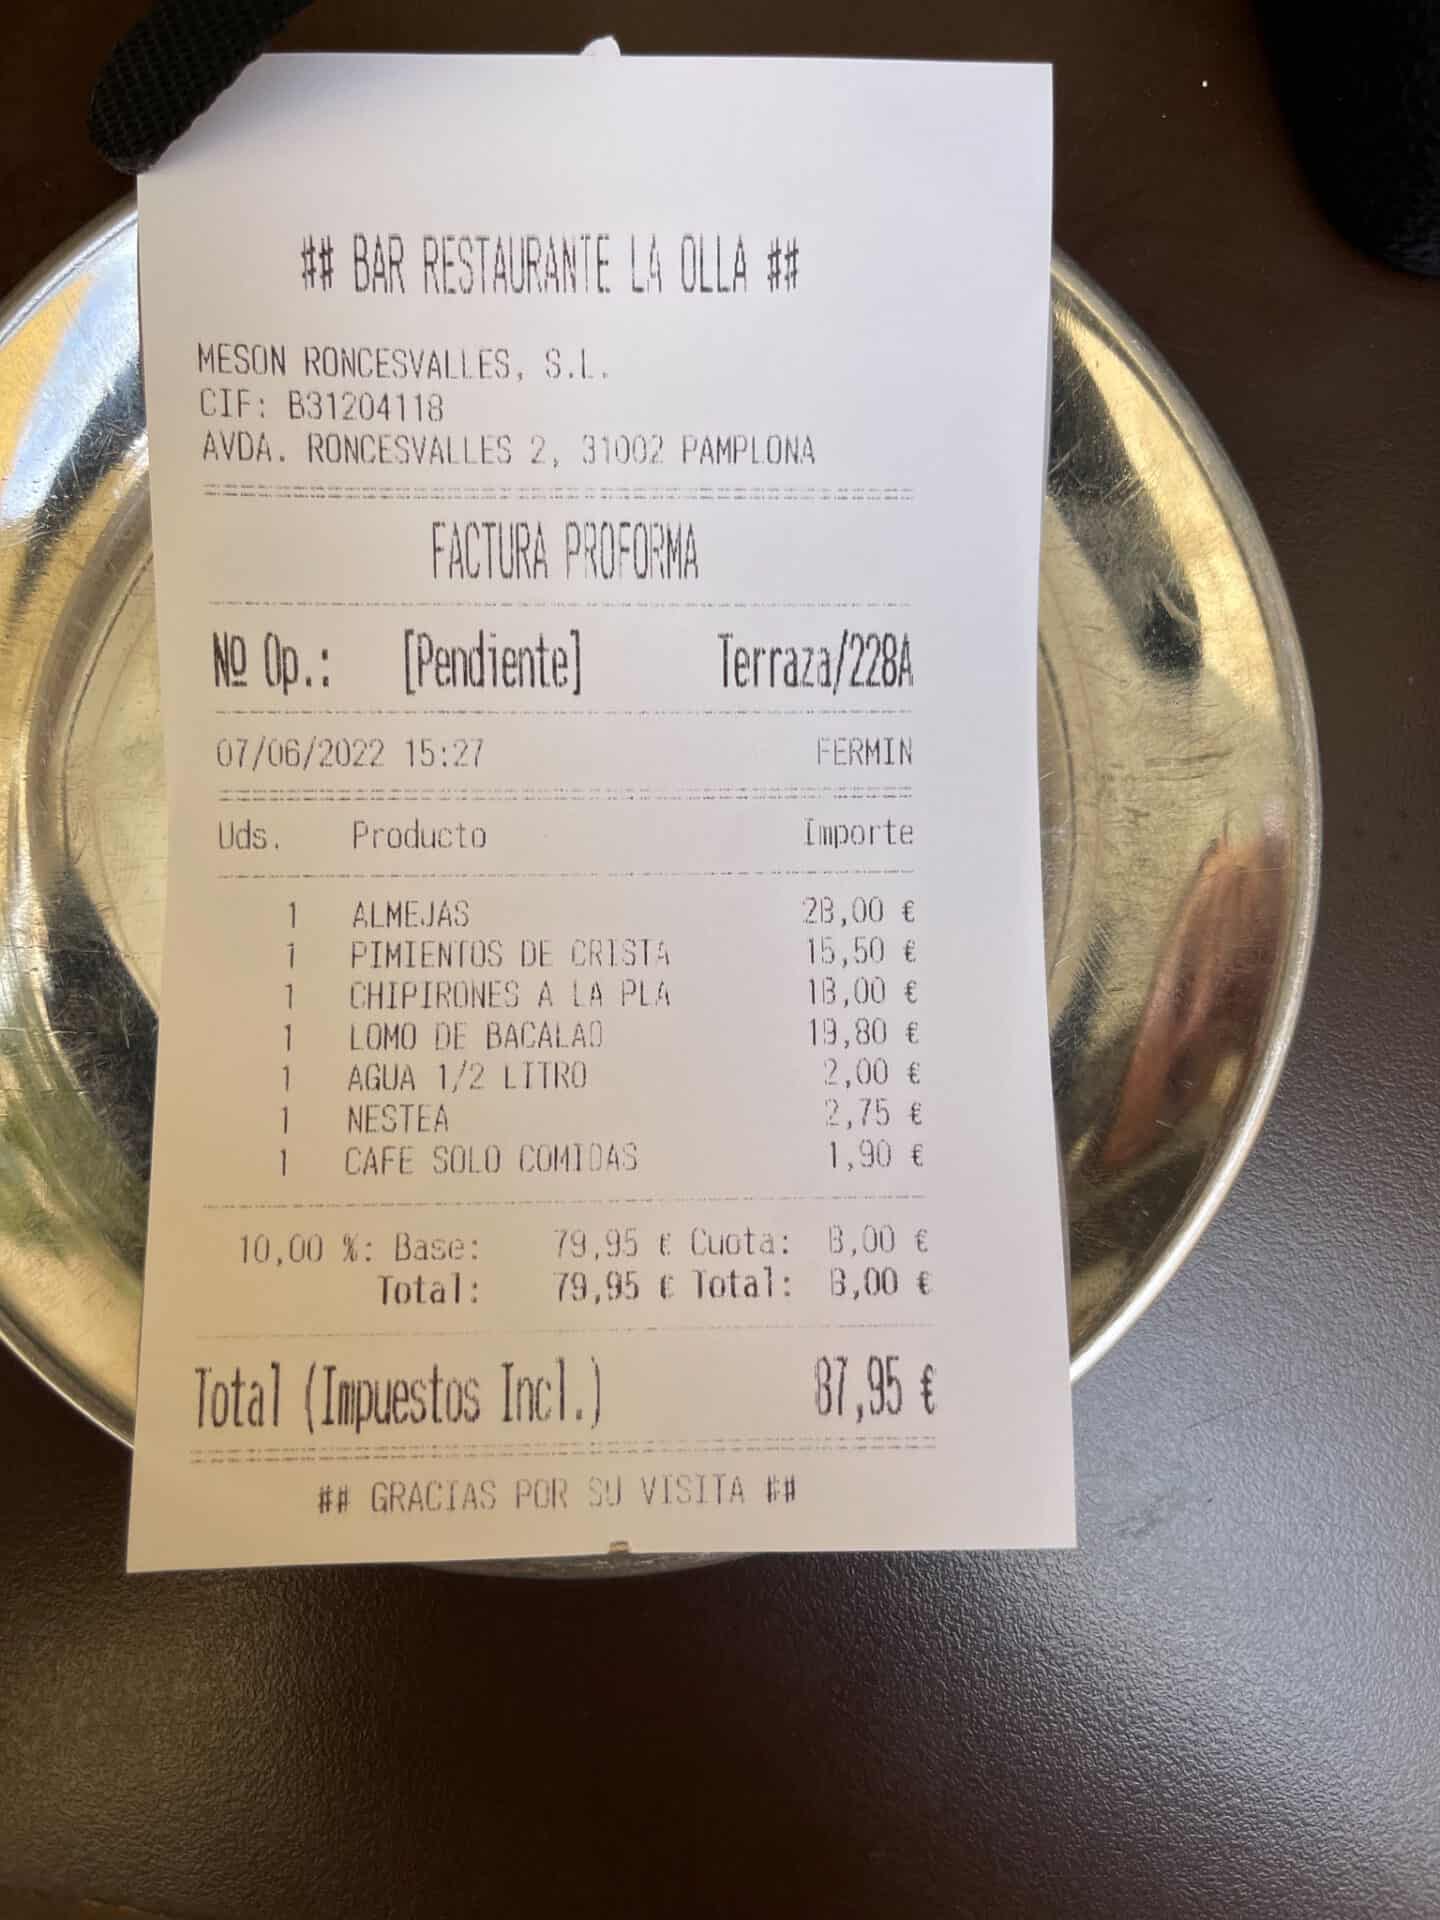 ## BAR RESTAURANTE LA OLLA ##
MESON RONCESVALLES, S.L.
CIF: B31204118
AVDA. RONCESVALLES 2, 31002 PAMPLONA
FACTURA PROFORMA
Nº Op.: [Pendiente] Terraza/228A
07/06/2022 15:27 FERMIN
Uds. Producto Importe
1 ALMEJAS 28,00 €
1 PIMIENTOS DE CRISTA 15,50 €
1 CHIPIRONES A LA PLA 18,00 €
1 LOMO DE BACALAO 19,80 €
1 AGUA 1/2 LITRO 2,00 €
1 NESTEA 2,75 €
1 CAFE SOLO COMIDAS 1,90 €
10,00 %: Base: 79,95 € Cuota: 8,00 €
Total: 79,95 € Total: 8,00 €
Total (Impuestos Incl.) 87,95 €
## GRACIAS POR SU VISITA ##